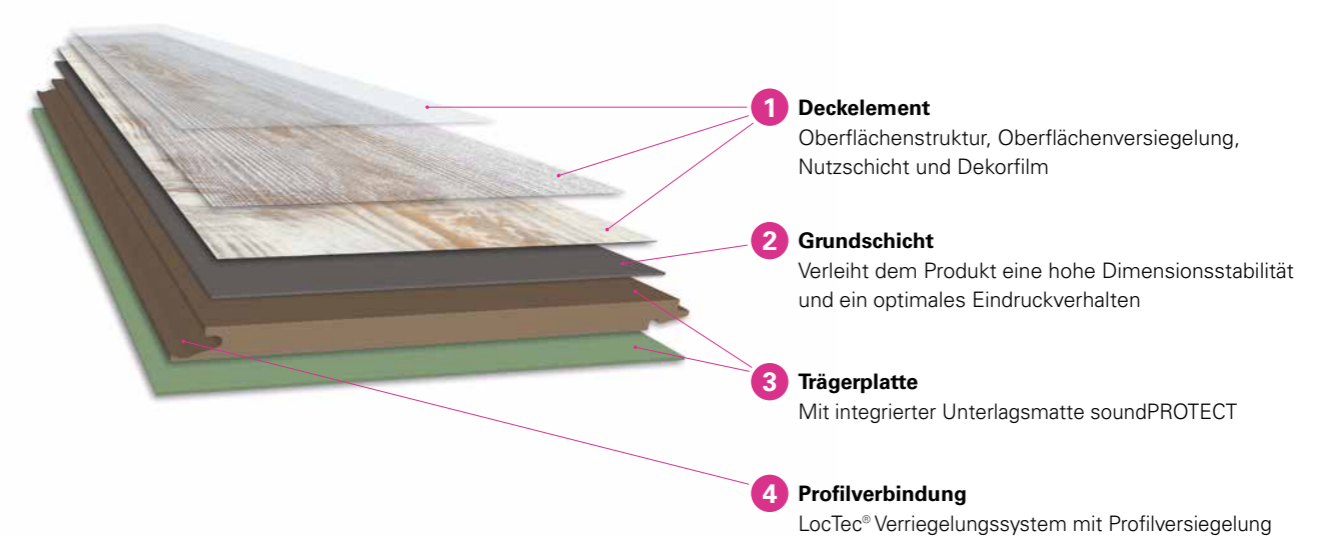 1 Deckelement
Oberflächenstruktur, Oberflächenversiegelung,
Nutzschicht und Dekorfilm
2 Grundschicht
Verleiht dem Produkt eine hohe Dimensionsstabilität
und ein optimales Eindruckverhalten
3 Trägerplatte
Mit integrierter Unterlagsmatte soundPROTECT
4 Profilverbindung
LocTec® Verriegelungssystem mit Profilversiegelung